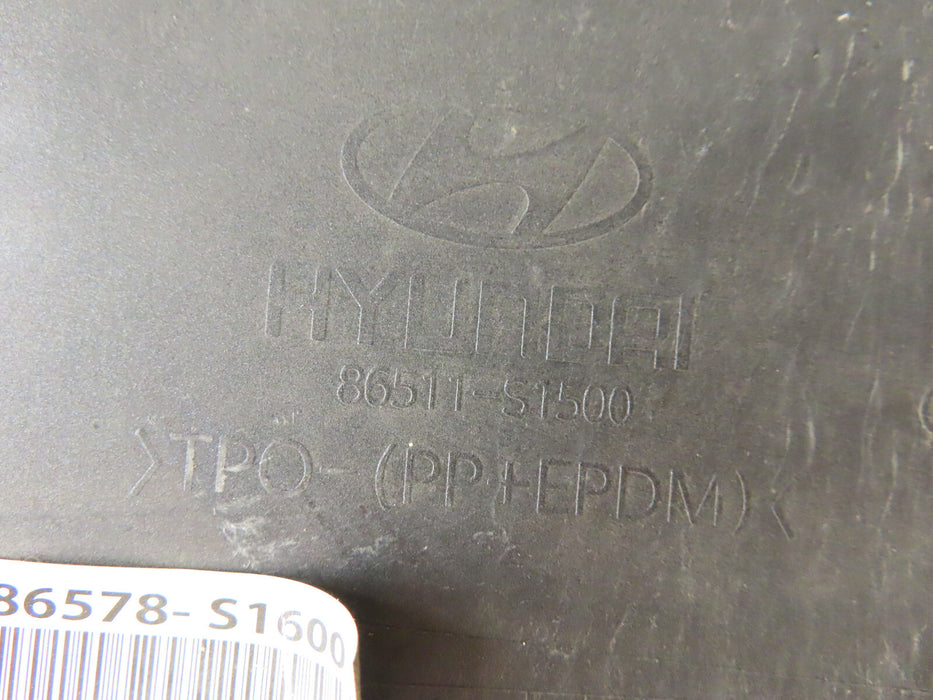 HYUNDAI
86511-S1500
>TPO-(PP+EPDM)<
86578-S1600